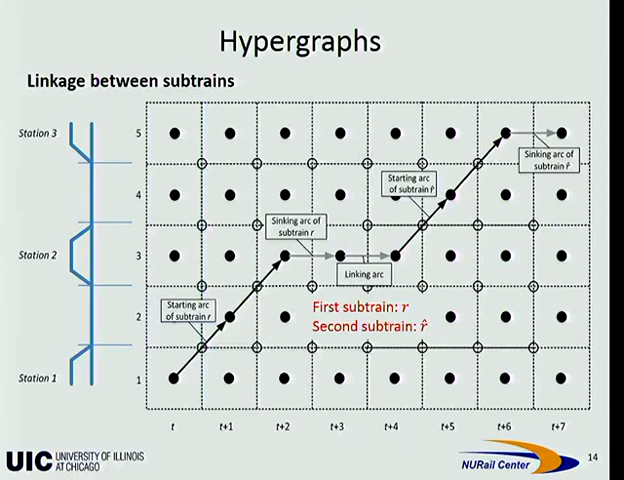 Hypergraphs
Linkage between subtrains
Station 3
5
Sinking arc of
subtrain r̂
4
Starting arc
of subtrain r̂
Sinking arc of
subtrain r
Station 2
3
Linking arc
Starting arc
of subtrain r
First subtrain: r
Second subtrain: r̂
2
Station 1
1
t
t+1
t+2
t+3
t+4
t+5
t+6
t+7
UIC
UNIVERSITY OF ILLINOIS
AT CHICAGO
NURail Center
14